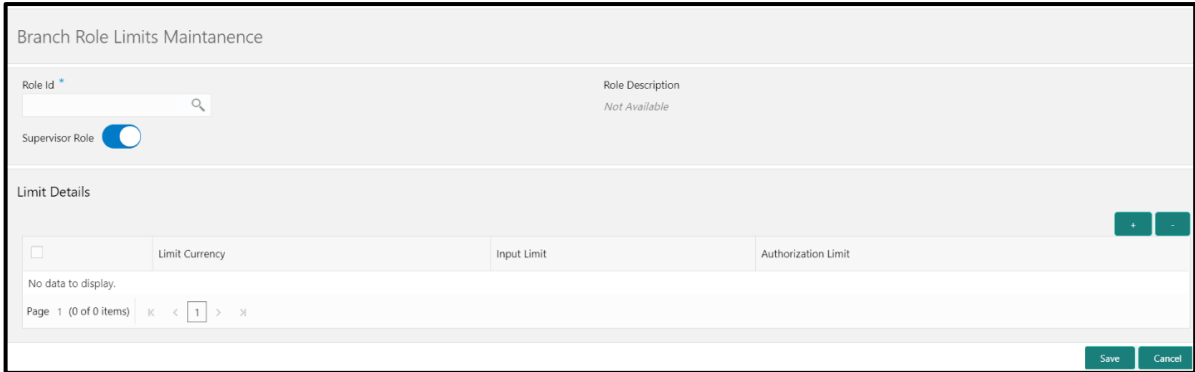 Branch Role Limits Maintanence
Role Id *
Role Description
Not Available
Supervisor Role
Limit Details
+ -
Limit Currency Input Limit Authorization Limit
No data to display.
Page 1 (0 of 0 items) K < 1 > >|
Save Cancel